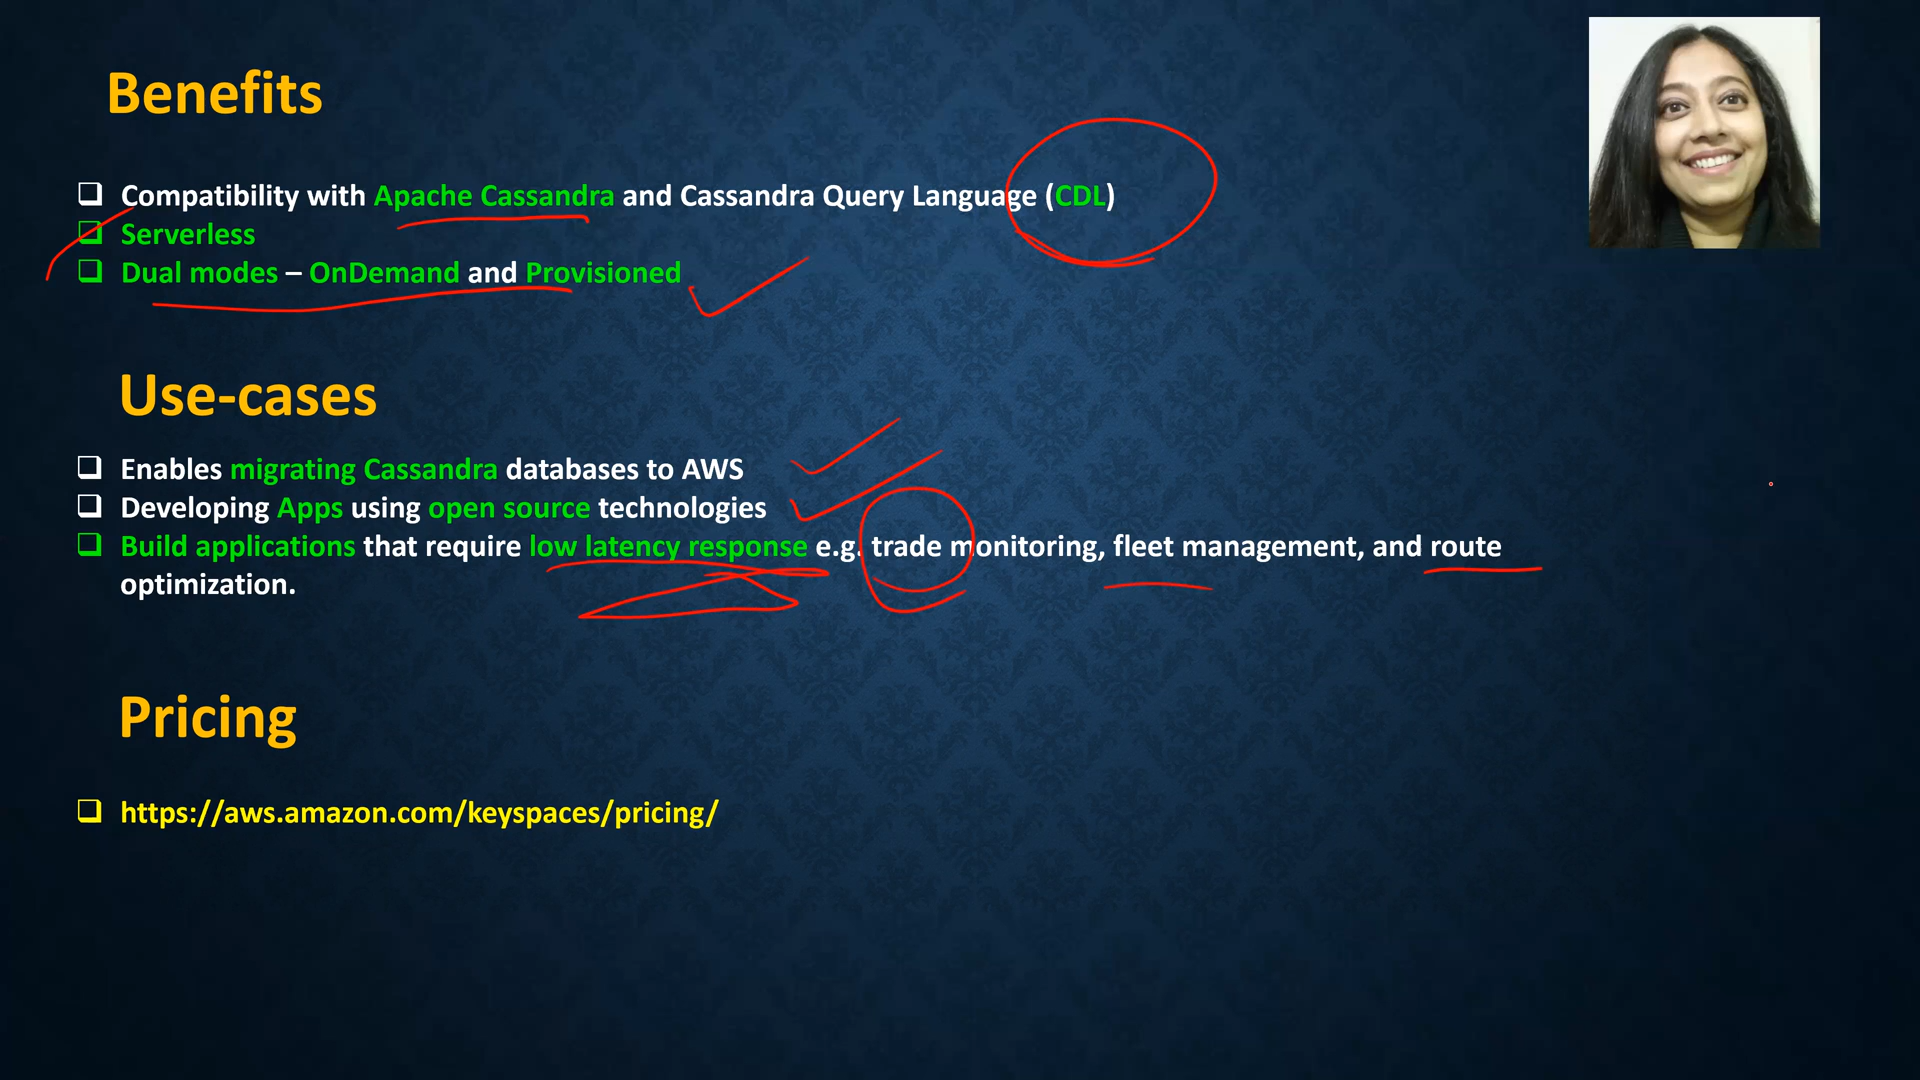 Benefits
Compatibility with Apache Cassandra and Cassandra Query Language (CDL)
Serverless
Dual modes – OnDemand and Provisioned
Use-cases
Enables migrating Cassandra databases to AWS
Developing Apps using open source technologies
Build applications that require low latency response e.g. trade monitoring, fleet management, and route
optimization.
Pricing
https://aws.amazon.com/keyspaces/pricing/